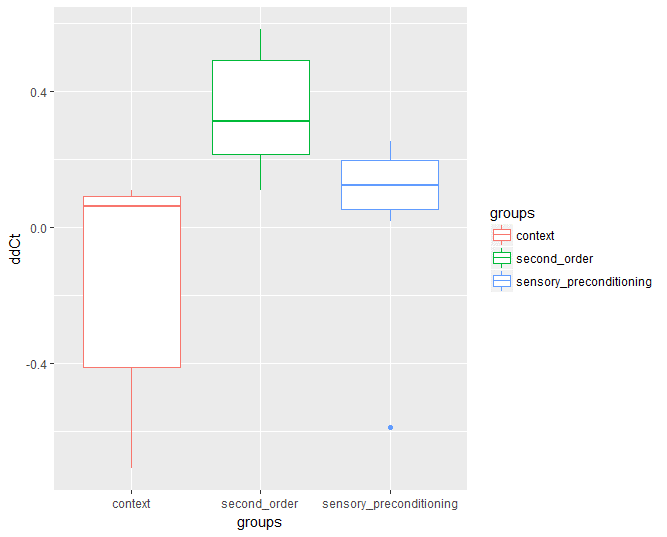 0.4
0.0
-0.4
ddCt
context
second_order
sensory_preconditioning
groups
groups
context
second_order
sensory_preconditioning